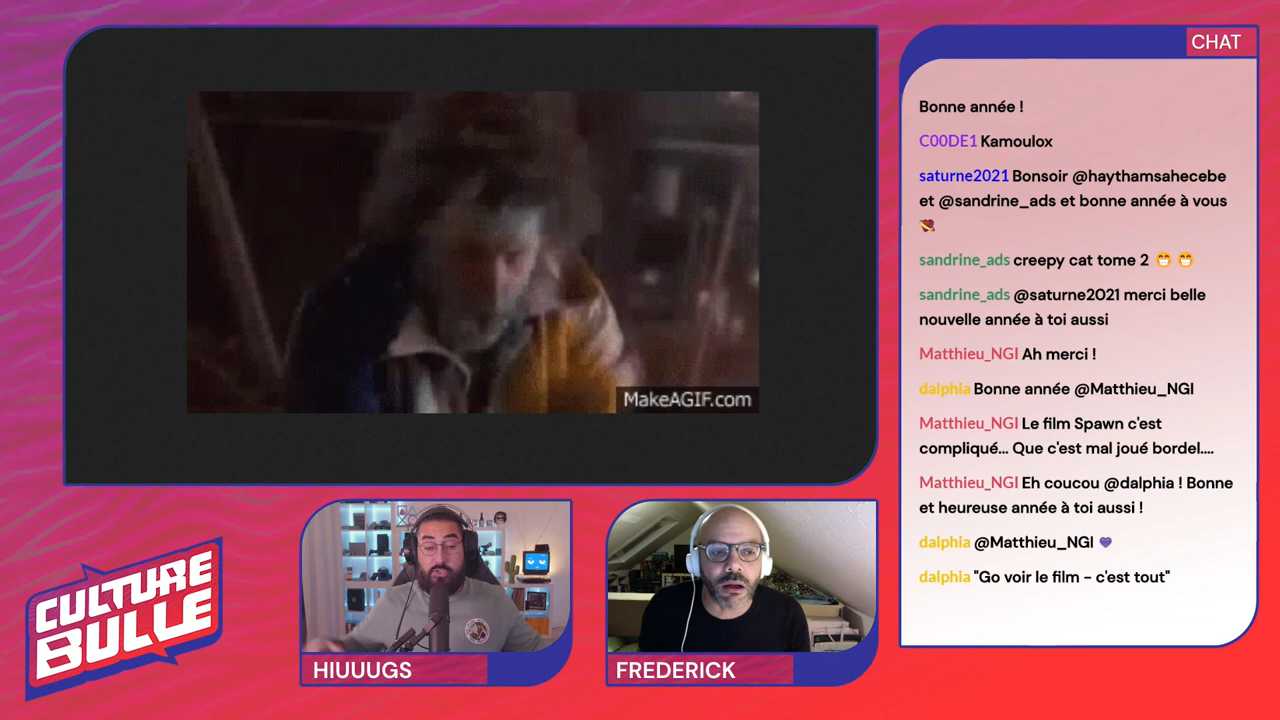 CHAT
Bonne année !
C00DE1 Kamoulox
saturne2021 Bonsoir @haythamsahecebe
et @sandrine_ads et bonne année à vous
💘
sandrine_ads creepy cat tome 2 😁 😁
sandrine_ads @saturne2021 merci belle
nouvelle année à toi aussi
Matthieu_NGI Ah merci !
dalphia Bonne année @Matthieu_NGI
Matthieu_NGI Le film Spawn c'est
compliqué... Que c'est mal joué bordel....
Matthieu_NGI Eh coucou @dalphia ! Bonne
et heureuse année à toi aussi !
dalphia @Matthieu_NGI 💜
dalphia "Go voir le film - c'est tout"
MakeAGIF.com
CULTURE
BULLE
HIUUUGS
FREDERICK